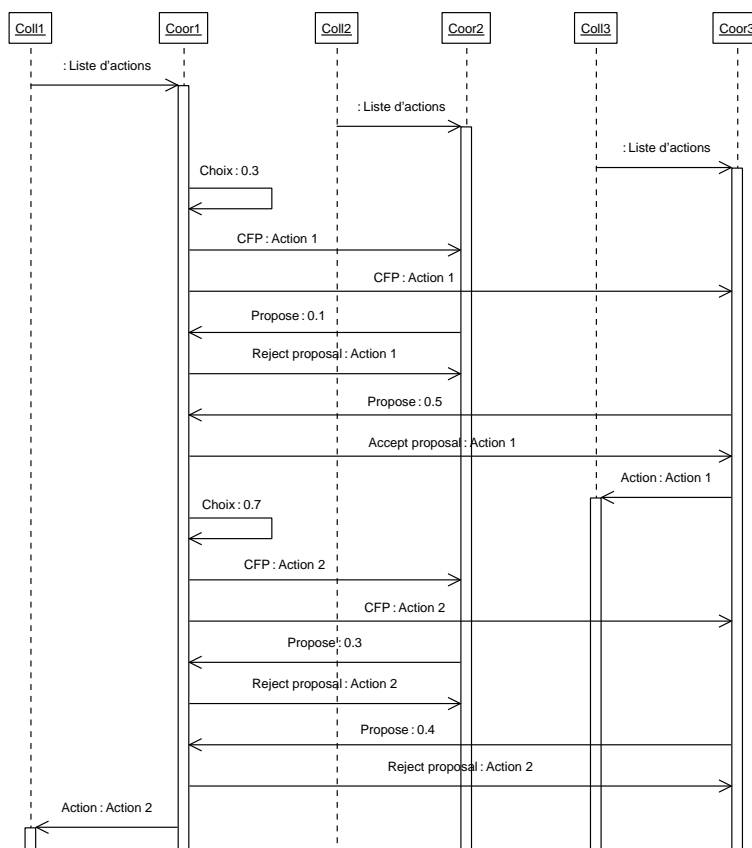 Coll1 Coor1 Coll2 Coor2 Coll3 Coor3
: Liste d'actions
: Liste d'actions
: Liste d'actions
Choix : 0.3
CFP : Action 1
CFP : Action 1
Propose : 0.1
Reject proposal : Action 1
Propose : 0.5
Accept proposal : Action 1
Action : Action 1
Choix : 0.7
CFP : Action 2
CFP : Action 2
Propose : 0.3
Reject proposal : Action 2
Propose : 0.4
Reject proposal : Action 2
Action : Action 2